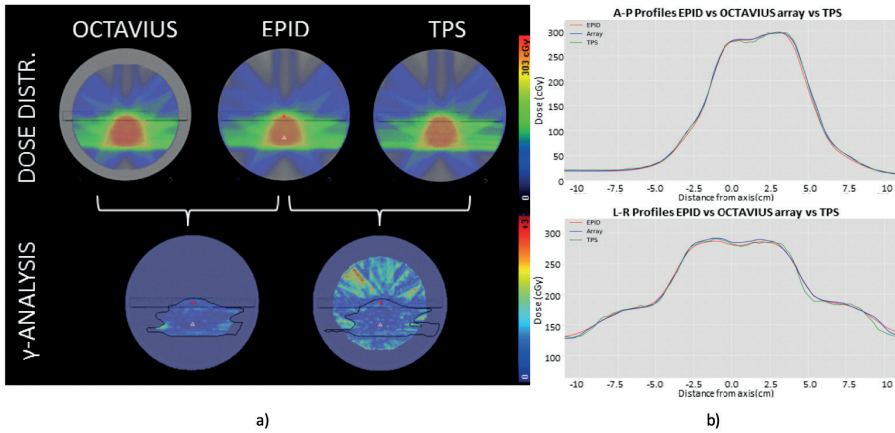 OCTAVIUS EPID TPS
DOSE DISTR.
303 cGy
0
γ-ANALYSIS
+3
0
a)
A-P Profiles EPID vs OCTAVIUS array vs TPS
EPID
Array
TPS
Dose (cGy)
300
250
200
150
100
50
0
-10 -7.5 -5.0 -2.5 0.0 2.5 5.0 7.5 10
Distance from axis(cm)
L-R Profiles EPID vs OCTAVIUS array vs TPS
EPID
Array
TPS
Dose (cGy)
300
250
200
150
100
-10 -7.5 -5.0 -2.5 0.0 2.5 5.0 7.5 10
Distance from axis(cm)
b)